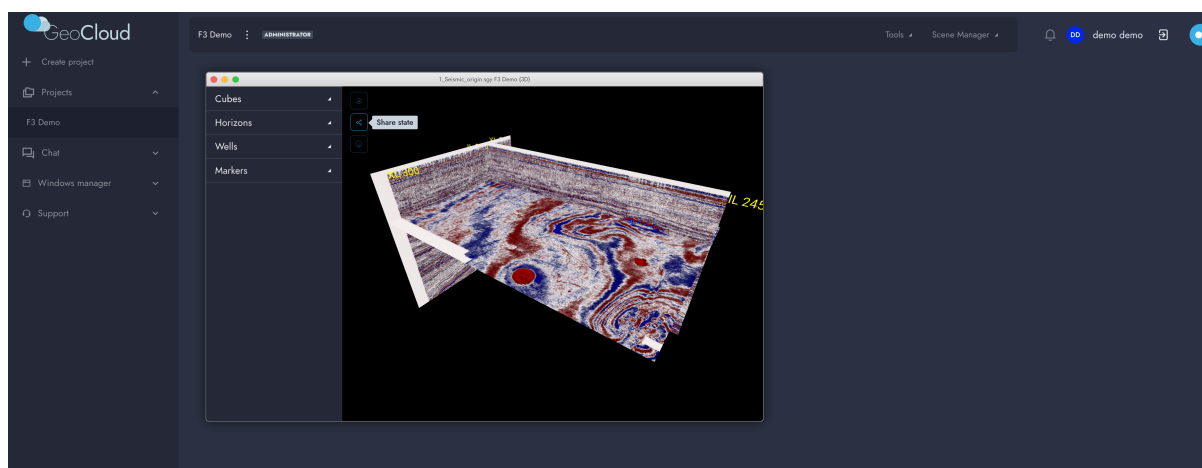 GeoCloud
Create project
Projects
F3 Demo
Chat
Windows manager
Support
F3 Demo
ADMINISTRATOR
Tools
Scene Manager
DD
demo demo
1_Seismic_origin.sgy F3 Demo (3D)
Cubes
Horizons
Wells
Markers
Share state
XL 300
IL 245